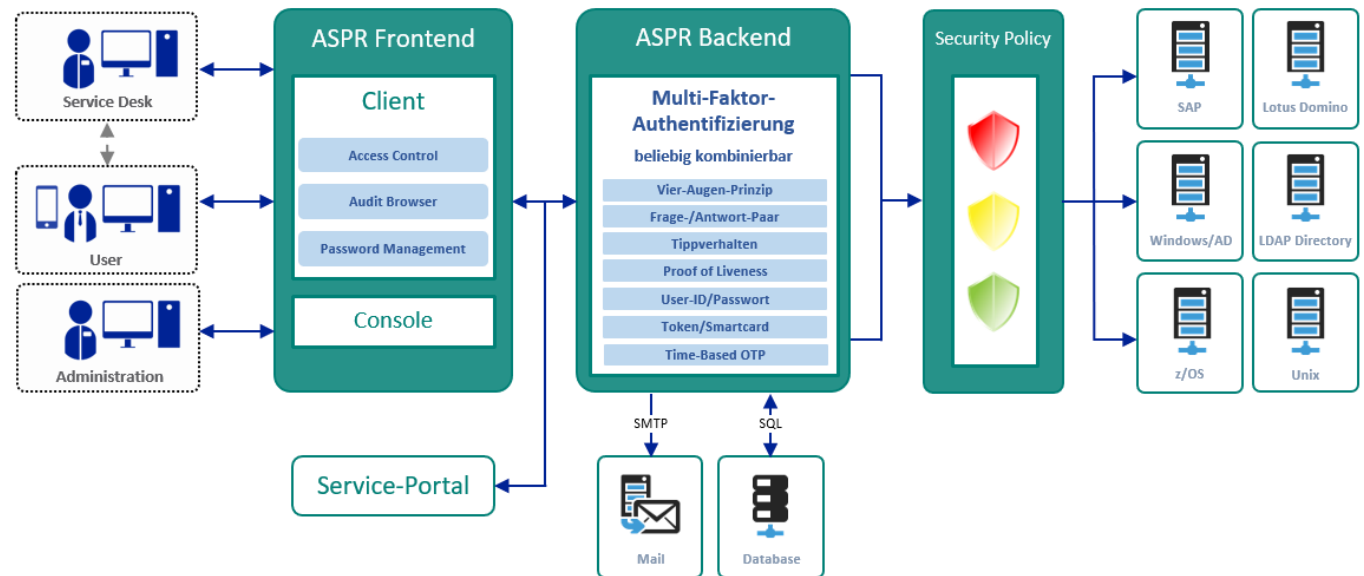 Service Desk
User
Administration
ASPR Frontend
Client
Access Control
Audit Browser
Password Management
Console
Service-Portal
ASPR Backend
Multi-Faktor-
Authentifizierung
beliebig kombinierbar
Vier-Augen-Prinzip
Frage-/Antwort-Paar
Tippverhalten
Proof of Liveness
User-ID/Passwort
Token/Smartcard
Time-Based OTP
SMTP
SQL
Mail
Database
Security Policy
SAP
Lotus Domino
Windows/AD
LDAP Directory
z/OS
Unix